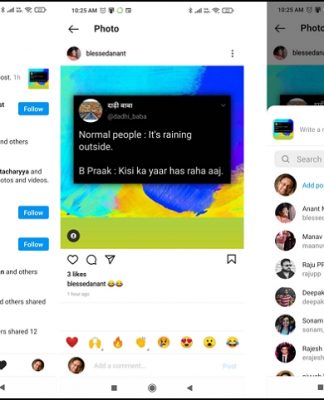 10:25 AM
10:25 AM
Photo
blessedanant
ost. 1h
Follow
nd others
दाढ़ी बाबा
@dadhi_baba
Normal people : It's raining
outside.
B Praak : Kisi ka yaar has raha aaj.
Write a
Search
Add po
tacharyya and
otos and videos.
Follow
Follow
n and others
d others shared
rs shared 12
3 likes
blessedanant 😂😂
1 hour ago
Add a comment...
Post
Anant M
blessed
Manav
maanu
Raju PP
rajupp
Deepak
deepak
Sonam
sonam
Rajesh
erajesh